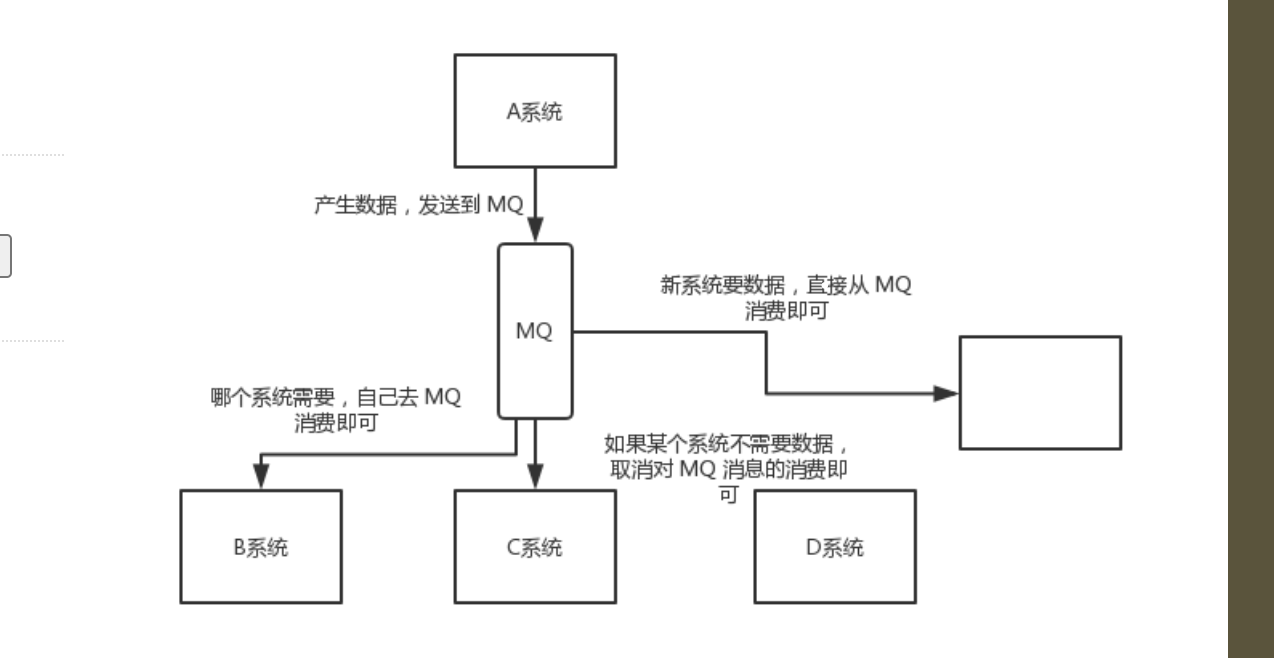 A系统
产生数据，发送到 MQ
新系统要数据，直接从 MQ
消费即可
MQ
哪个系统需要，自己去 MQ
消费即可
如果某个系统不需要数据，
取消对 MQ 消息的消费即
可
B系统
C系统
D系统